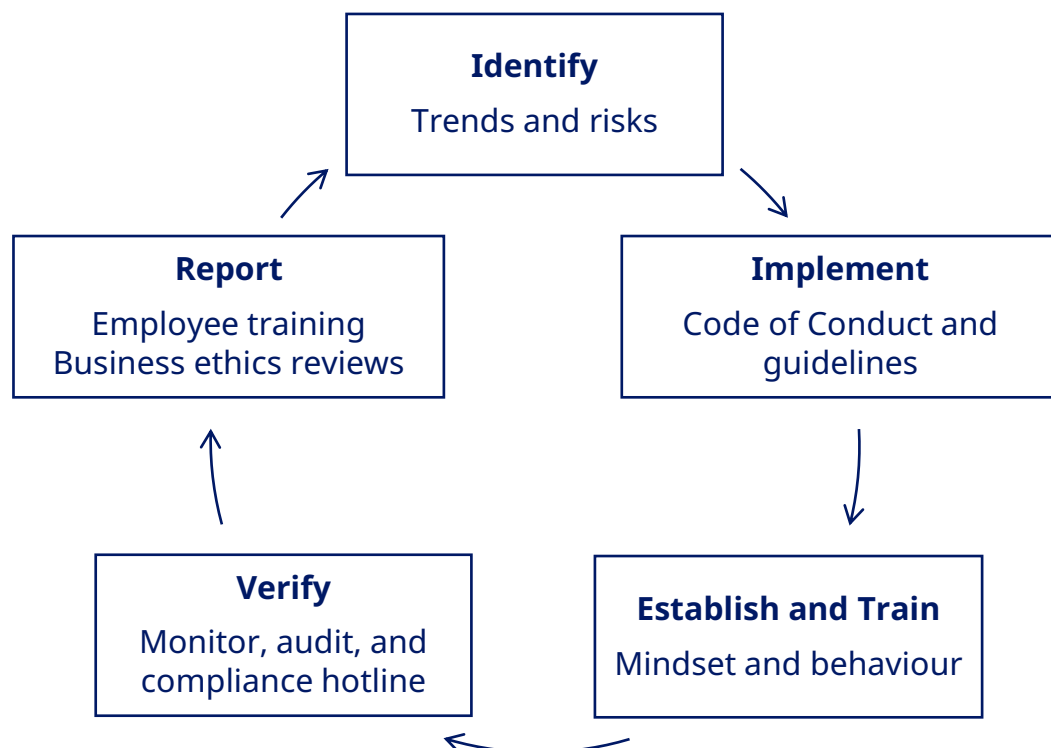 Identify
Trends and risks
Report
Employee training
Business ethics reviews
Implement
Code of Conduct and
guidelines
Verify
Monitor, audit, and
compliance hotline
Establish and Train
Mindset and behaviour